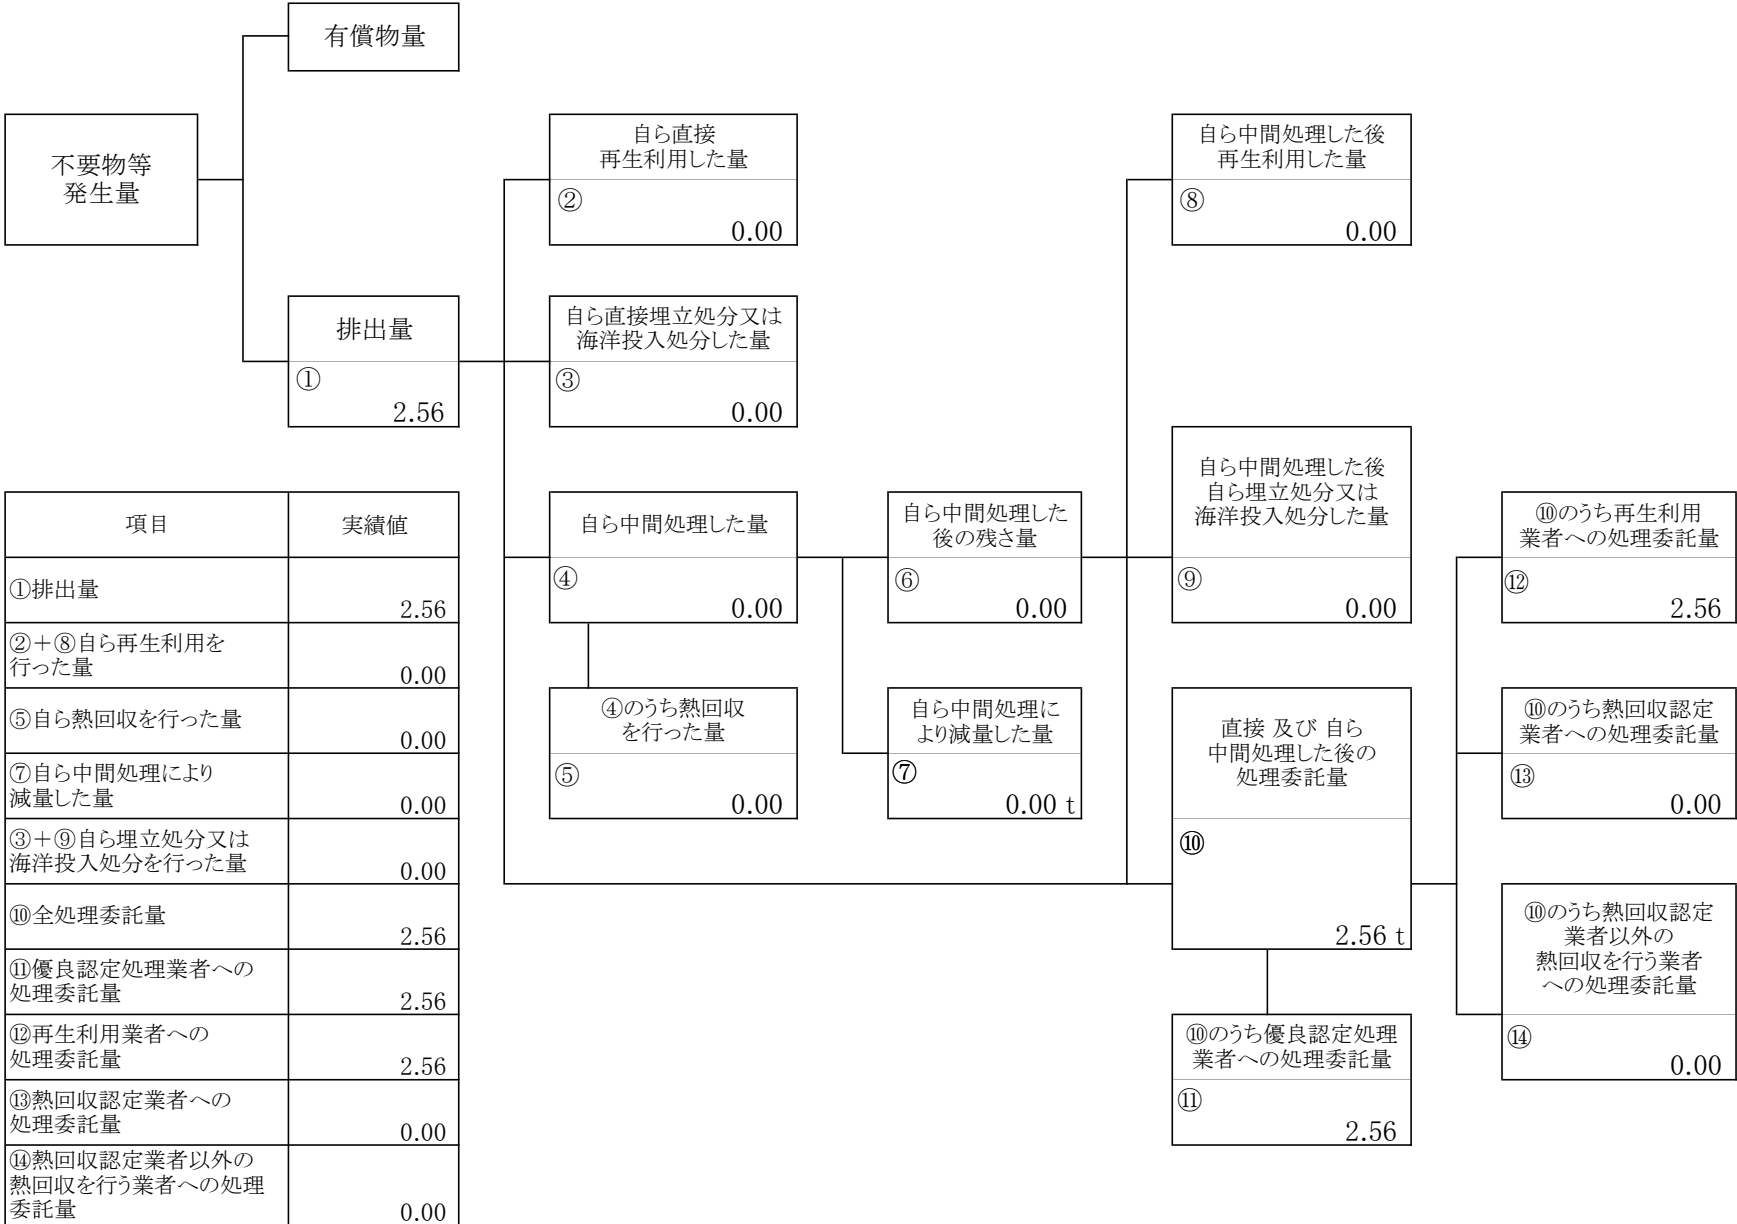 有償物量
不要物等
発生量
自ら直接
再生利用した量
②
0.00
自ら中間処理した後
再生利用した量
⑧
0.00
排出量
①
2.56
自ら直接埋立処分又は
海洋投入処分した量
③
0.00
自ら中間処理した量
④
0.00
自ら中間処理した
後の残さ量
⑥
0.00
自ら中間処理した後
自ら埋立処分又は
海洋投入処分した量
⑨
0.00
⑩のうち再生利用
業者への処理委託量
⑫
2.56
④のうち熱回収
を行った量
⑤
0.00
自ら中間処理に
より減量した量
⑦
0.00 t
直接 及び 自ら
中間処理した後の
処理委託量
⑩
2.56 t
⑩のうち熱回収認定
業者への処理委託量
⑬
0.00
⑩のうち熱回収認定
業者以外の
熱回収を行う業者
への処理委託量
⑭
0.00
⑩のうち優良認定処理
業者への処理委託量
⑪
2.56
項目 実績値
①排出量
2.56
②＋⑧自ら再生利用を
行った量
0.00
⑤自ら熱回収を行った量
0.00
⑦自ら中間処理により
減量した量
0.00
③＋⑨自ら埋立処分又は
海洋投入処分を行った量
0.00
⑩全処理委託量
2.56
⑪優良認定処理業者への
処理委託量
2.56
⑫再生利用業者への
処理委託量
2.56
⑬熱回収認定業者への
処理委託量
0.00
⑭熱回収認定業者以外の
熱回収を行う業者への処理
委託量
0.00